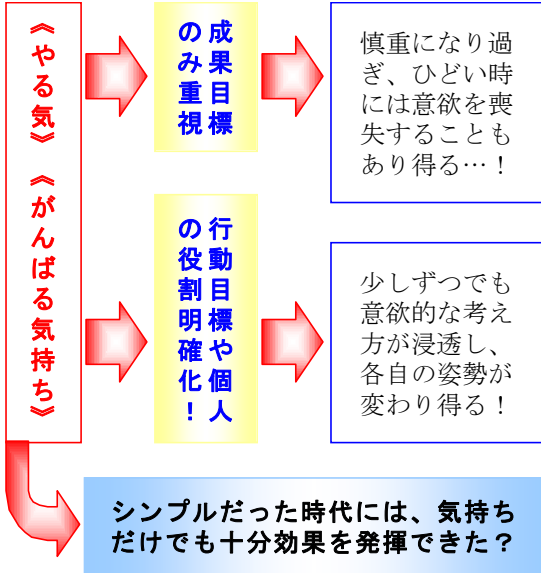 《やる気》《がんばる気持ち》
成果目標
のみ重視
慎重になり過
ぎ、ひどい時
には意欲を喪
失することも
あり得る…！
行動目標や個人
の役割明確化！
少しずつでも
意欲的な考え
方が浸透し、
各自の姿勢が
変わり得る！
シンプルだった時代には、気持ち
だけでも十分効果を発揮できた？